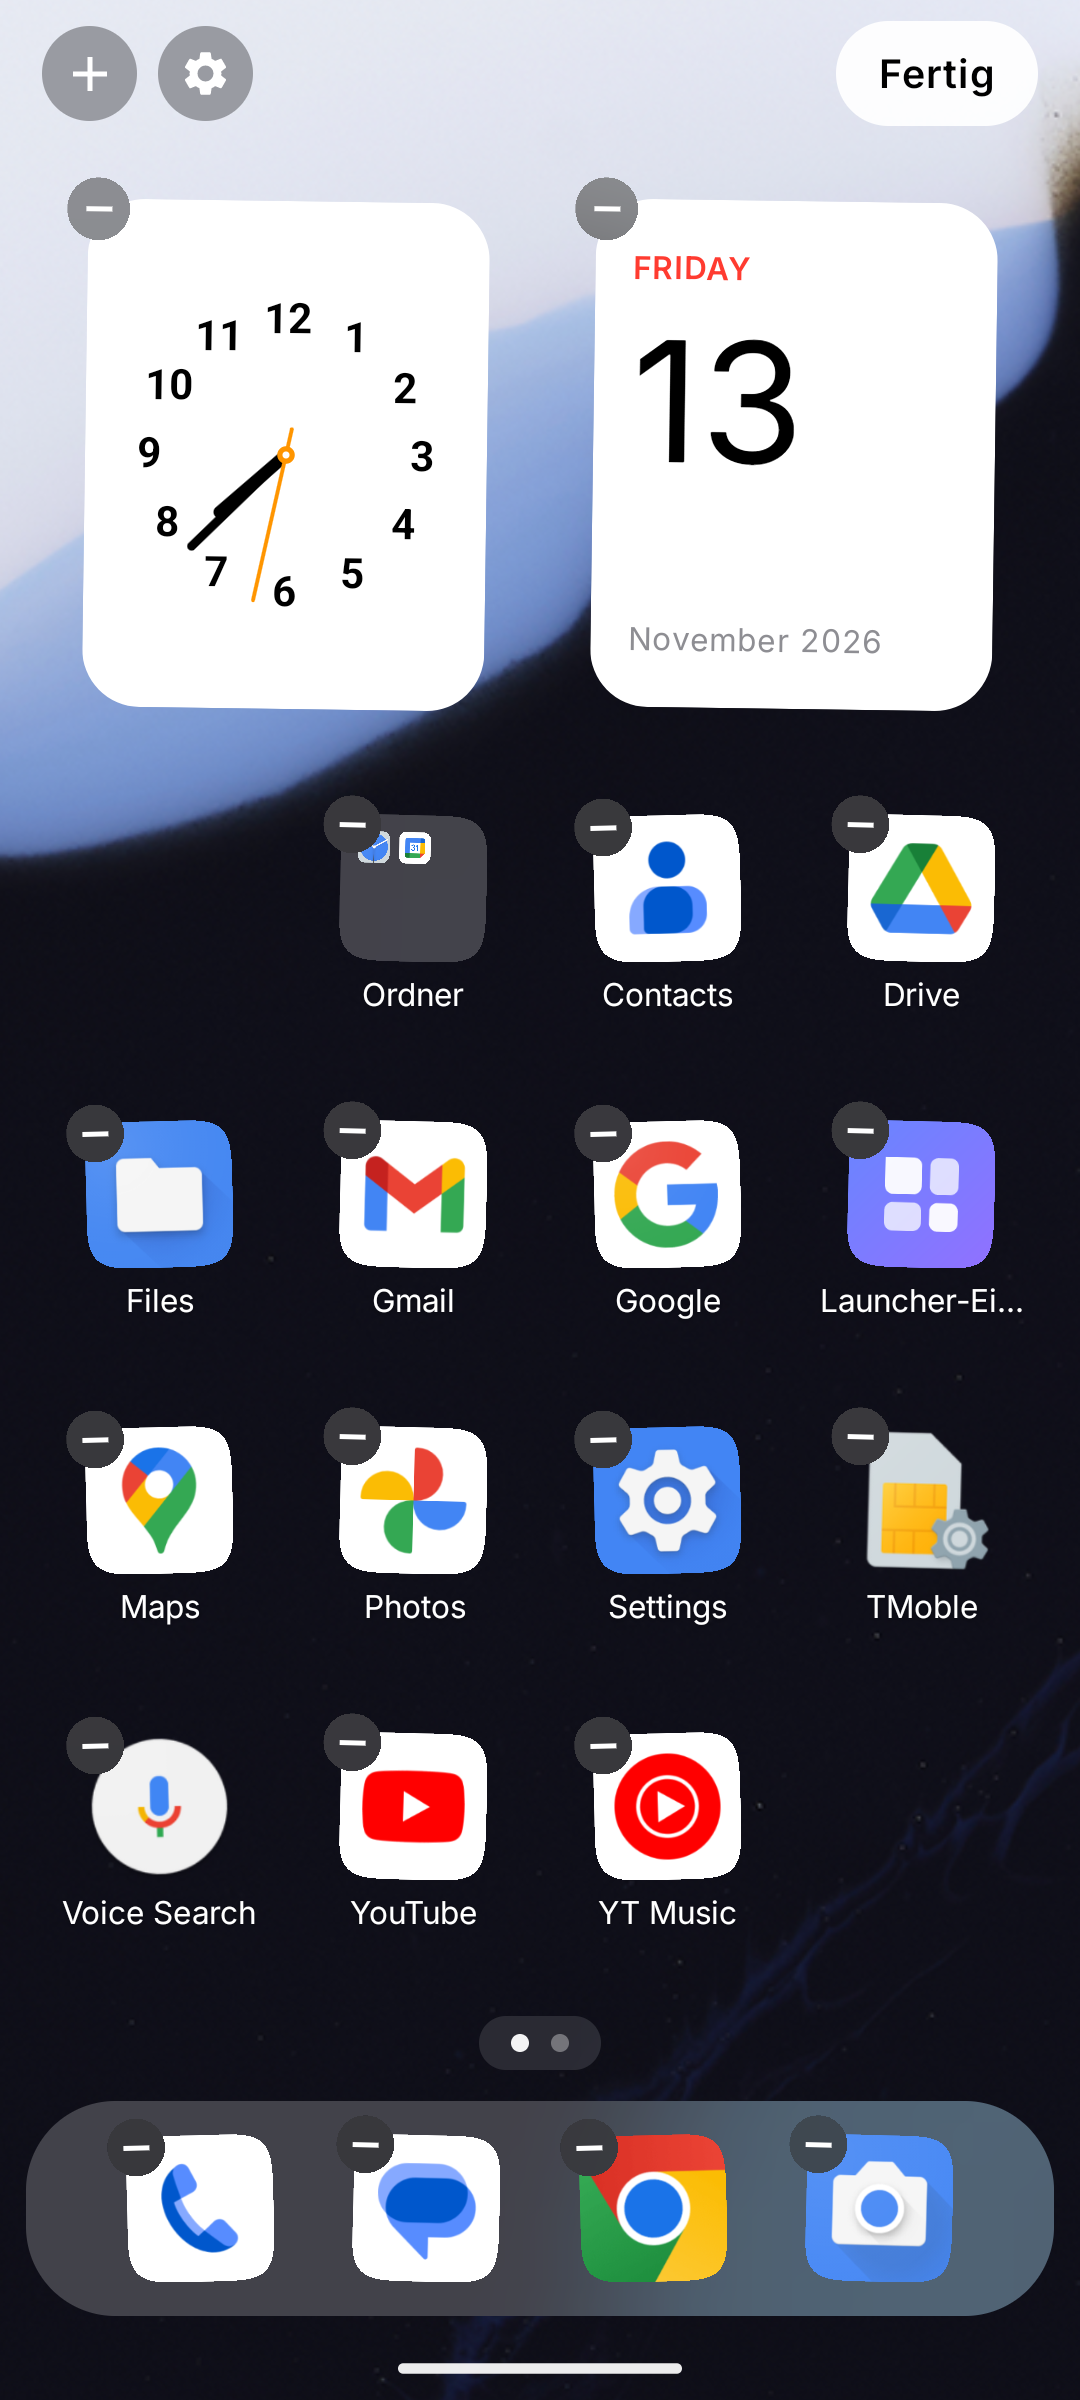 Fertig
12
11
1
10
2
9
3
8
4
7
5
6
FRIDAY
13
November 2026
31
Ordner
Contacts
Drive
Files
Gmail
Google
Launcher-Ei...
Maps
Photos
Settings
TMoble
Voice Search
YouTube
YT Music